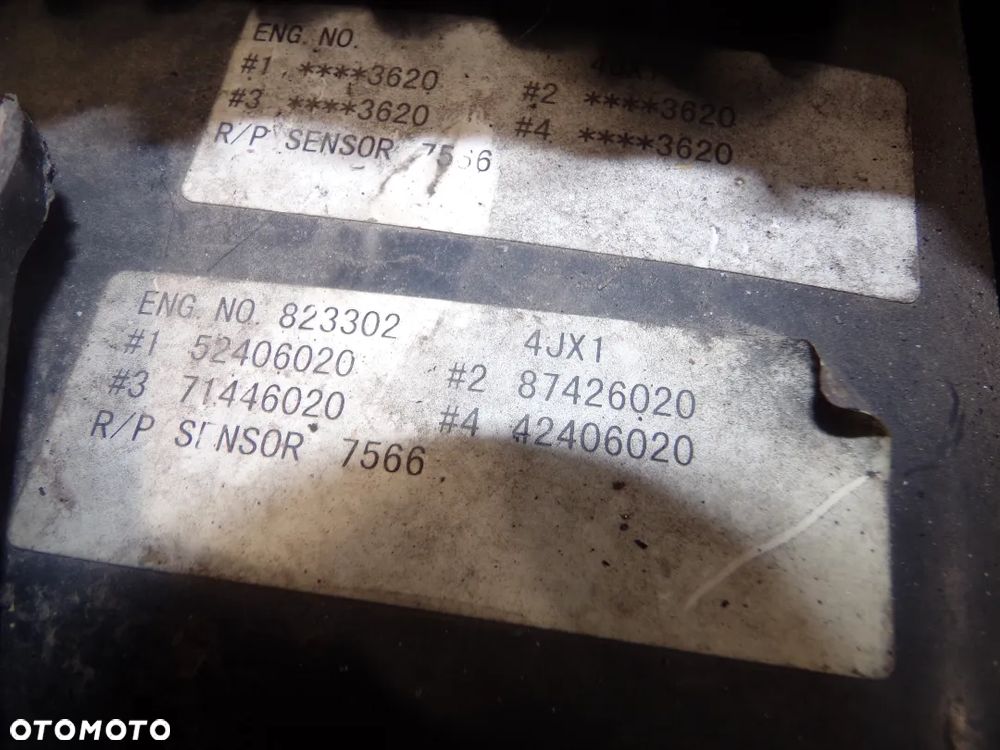 ENG. NO. 4JX1
#1 ****3620 #2 ****3620
#3 ****3620 #4 ****3620
R/P SENSOR 7566
ENG. NO. 823302 4JX1
#1 52406020 #2 87426020
#3 71446020 #4 42406020
R/P SENSOR 7566
OTOMOTO